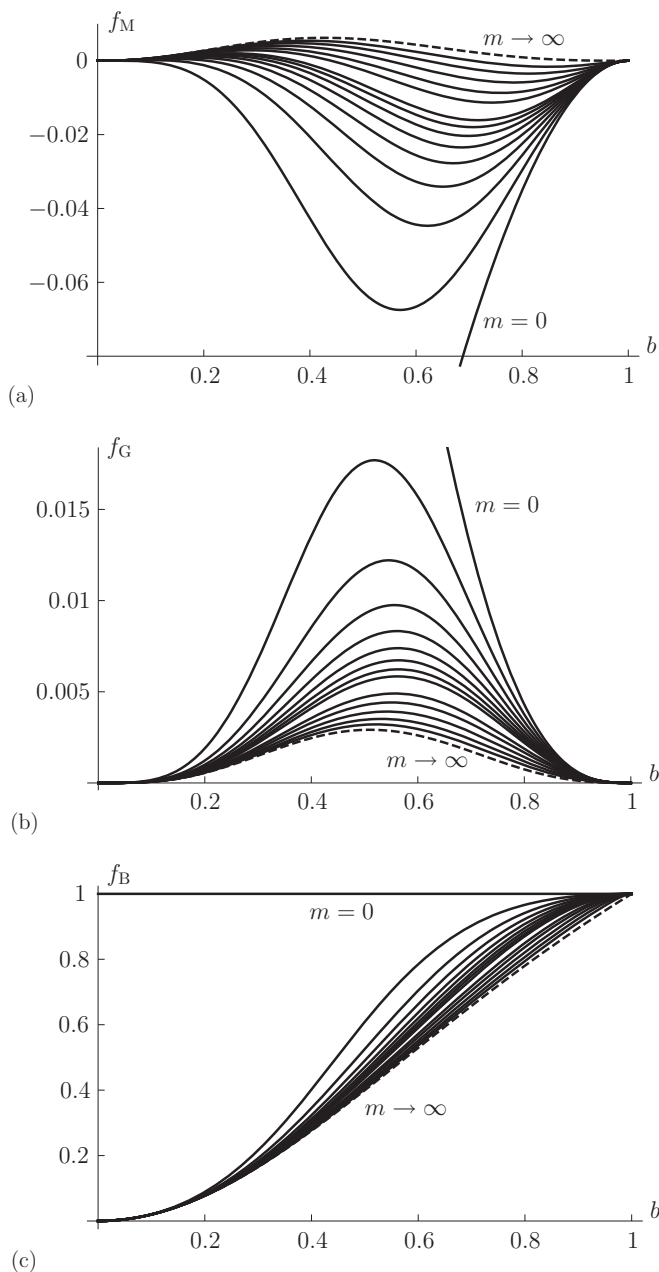 f_M
m → ∞
0
−0.02
−0.04
−0.06
m = 0
b
0.2 0.4 0.6 0.8 1
(a)
f_G
0.015
m = 0
0.01
0.005
m → ∞
b
0.2 0.4 0.6 0.8 1
(b)
f_B
1
m = 0
0.8
0.6
0.4
m → ∞
0.2
b
0.2 0.4 0.6 0.8 1
(c)